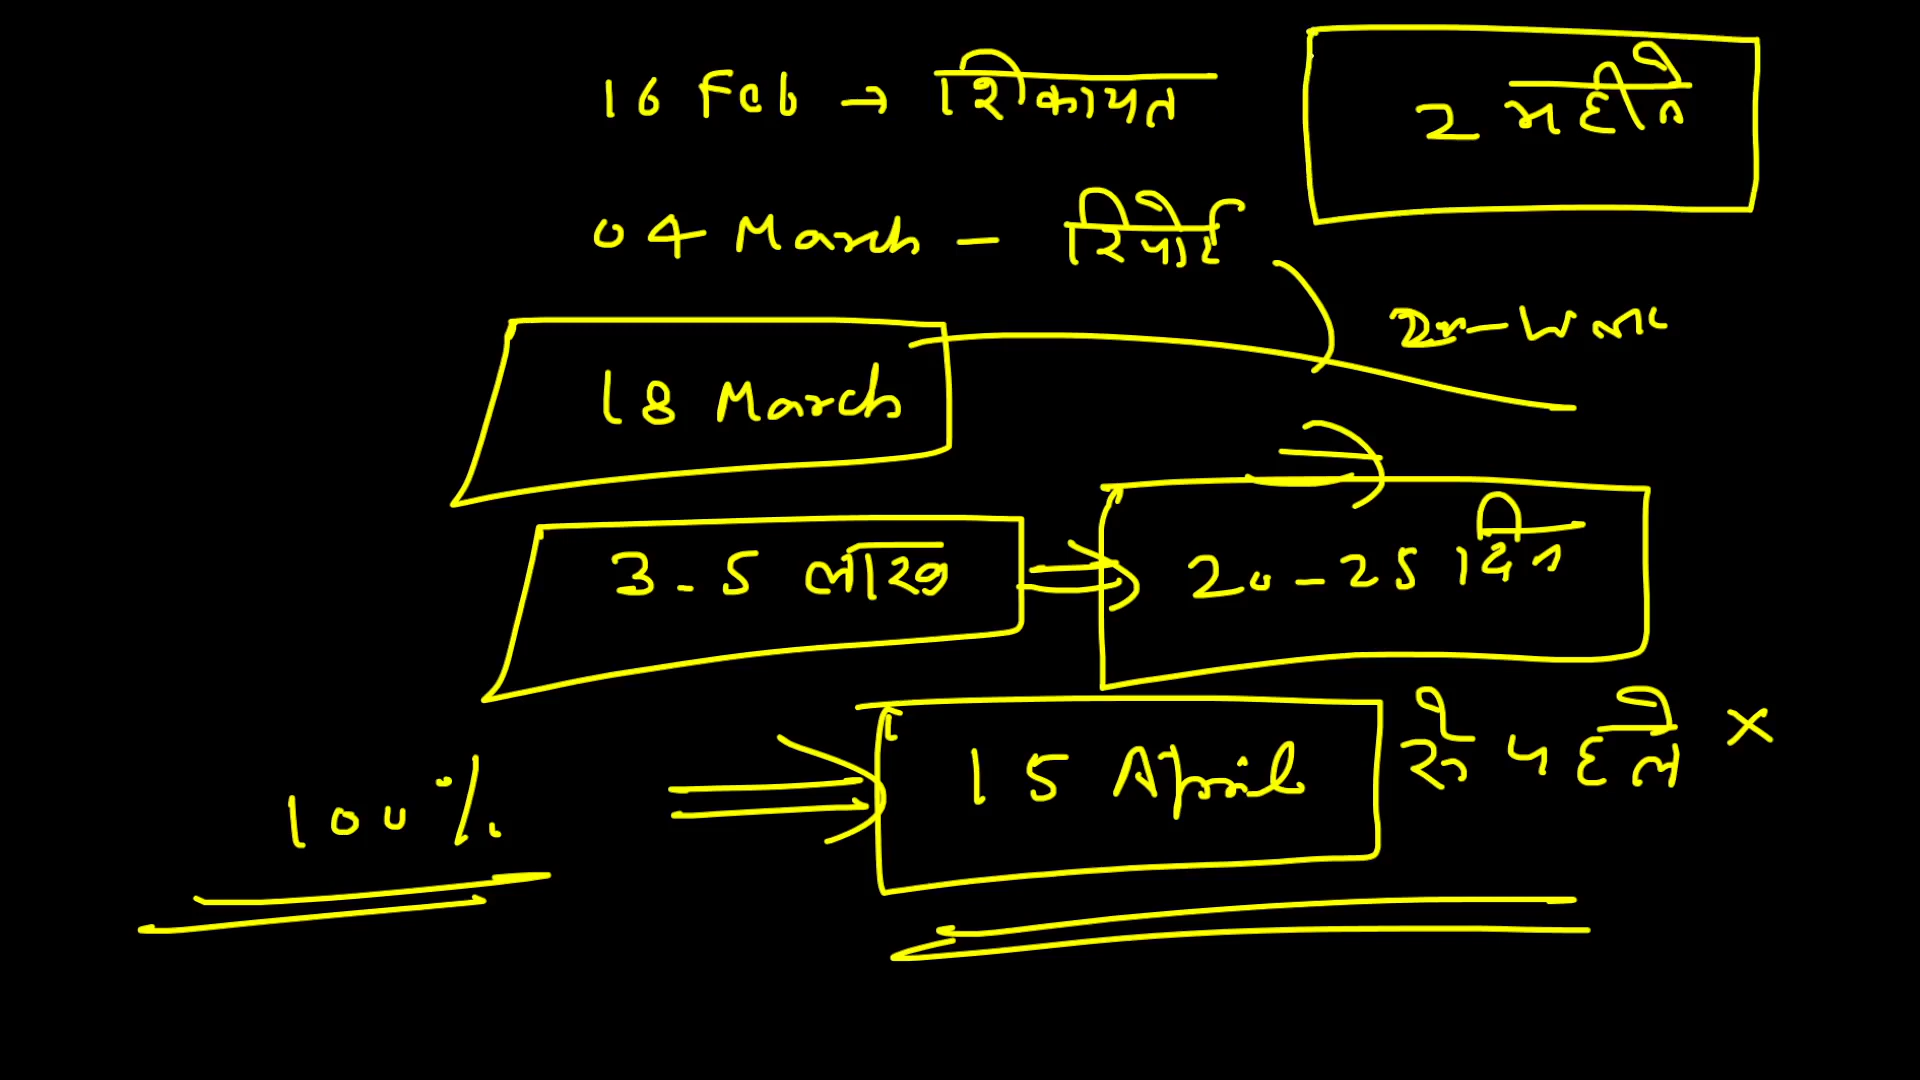 16 Feb → शिकायत
2 महीने
04 March - रिपोर्ट
18 March
3-5 लाख ⇒ 20-25 दिन
100% ⇒ 15 April से पहले ×